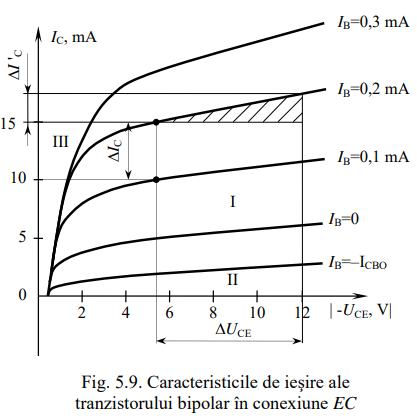 I_C, mA
I_B=0,3 mA
ΔI'_C
I_B=0,2 mA
15
III
ΔI_C
I_B=0,1 mA
10
I
I_B=0
5
I_B=–I_CBO
II
0
2 4 6 8 10 12 | -U_CE, V|
ΔU_CE
Fig. 5.9. Caracteristicile de ieșire ale
tranzistorului bipolar în conexiune EC